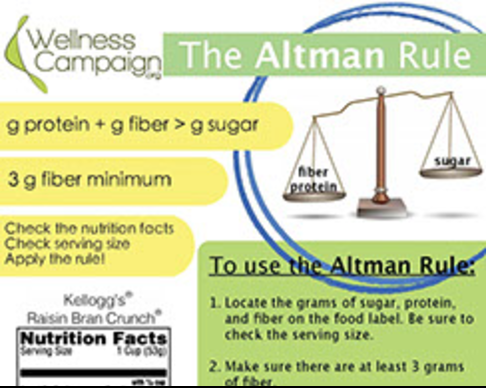 Wellness
Campaign.org
The Altman Rule
g protein + g fiber > g sugar
fiber
protein
sugar
3 g fiber minimum
Check the nutrition facts
Check serving size
Apply the rule!
Kellogg's®
Raisin Bran Crunch®
Nutrition Facts
Serving Size 1 Cup (53g)
To use the Altman Rule:
1. Locate the grams of sugar, protein,
and fiber on the food label. Be sure to
check the serving size.
2. Make sure there are at least 3 grams
of fiber.